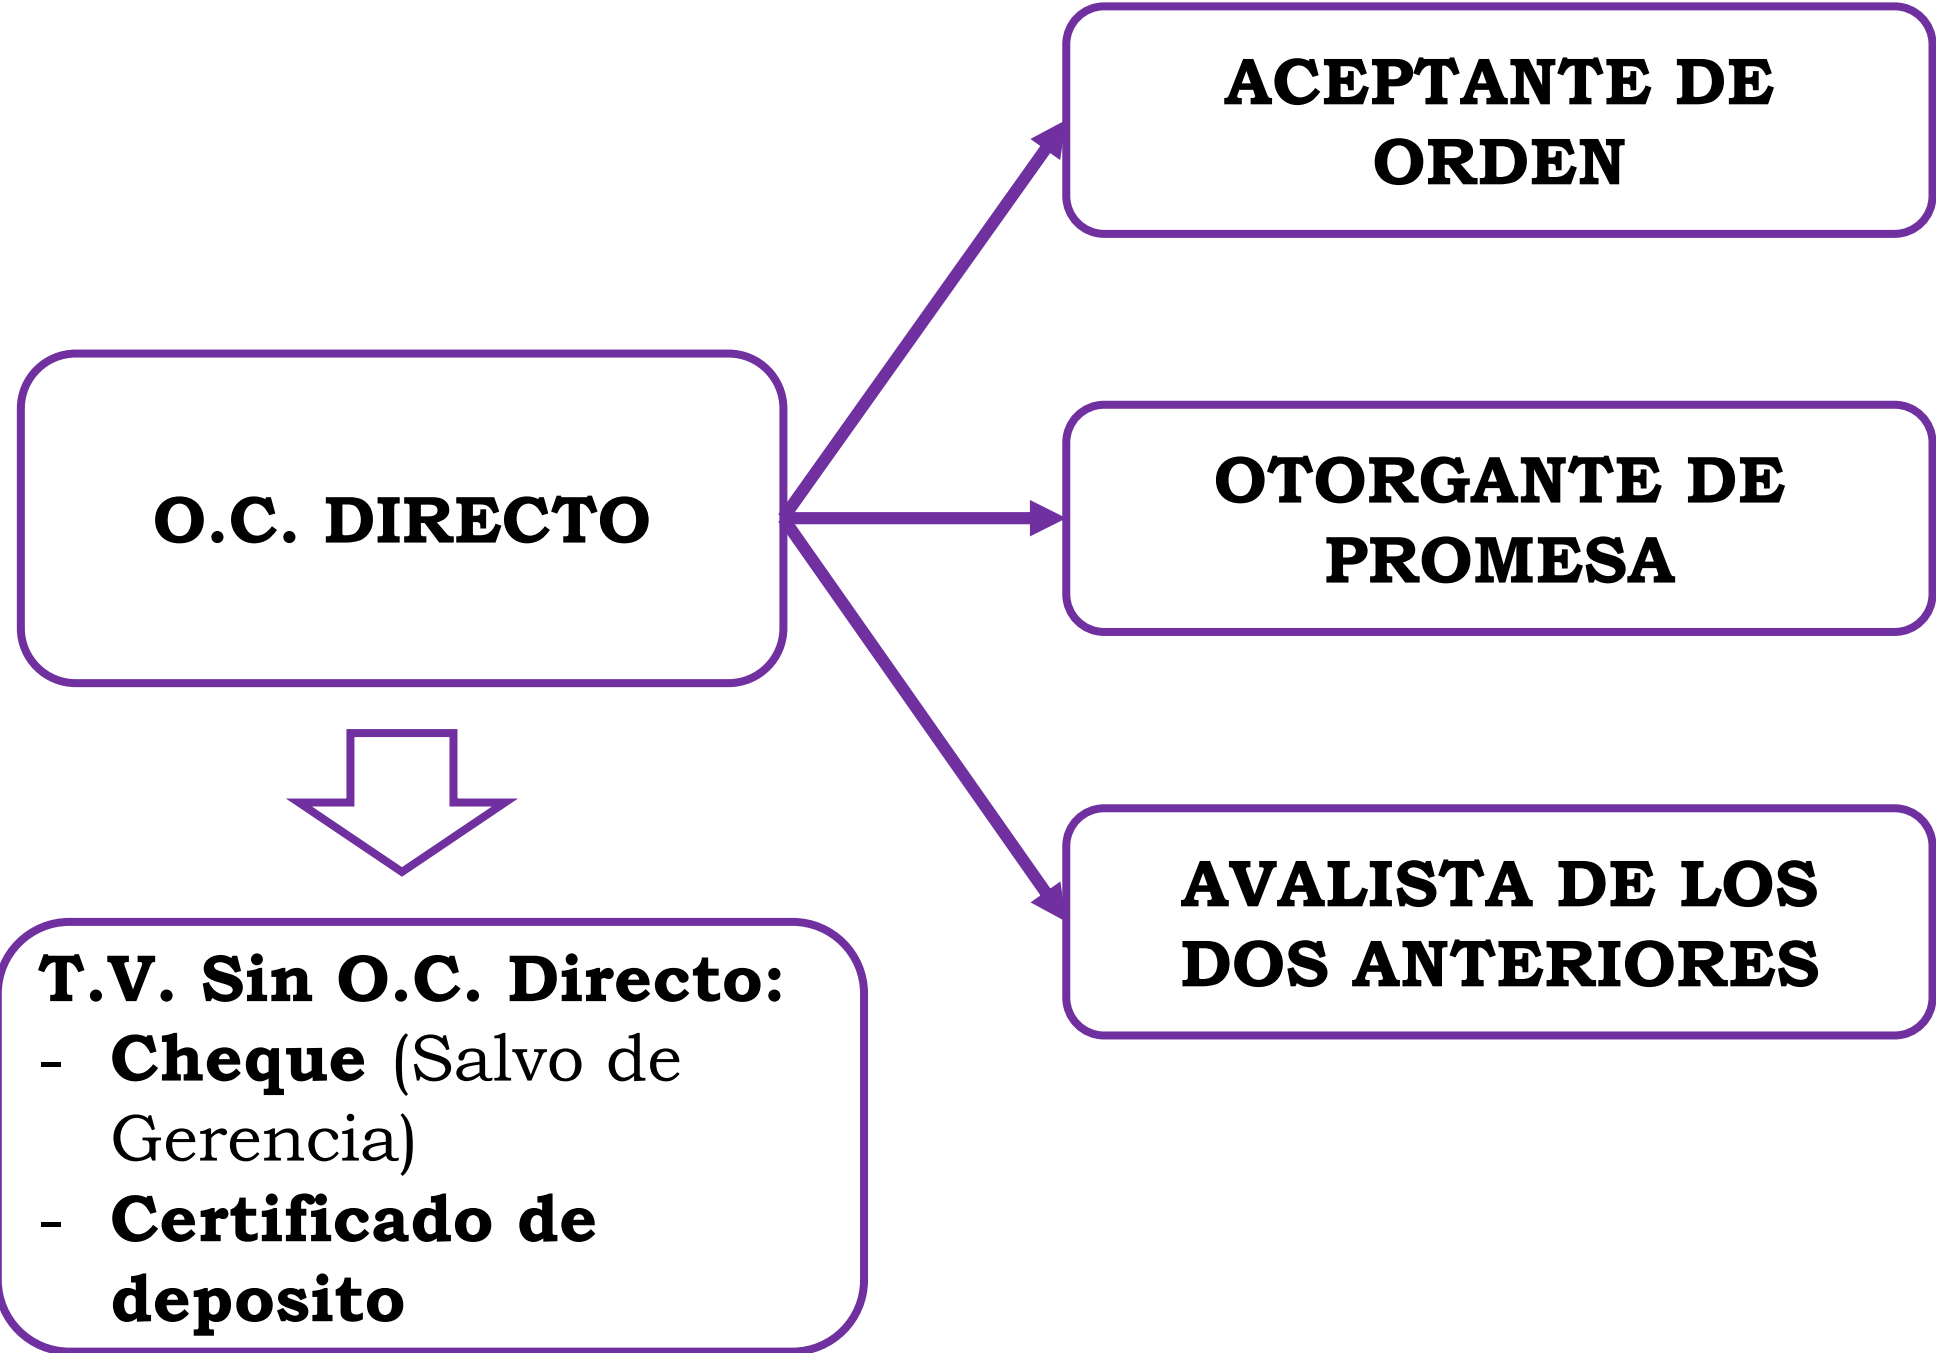 ACEPTANTE DE
ORDEN
O.C. DIRECTO
OTORGANTE DE
PROMESA
AVALISTA DE LOS
DOS ANTERIORES
T.V. Sin O.C. Directo:
- Cheque (Salvo de
Gerencia)
- Certificado de
deposito